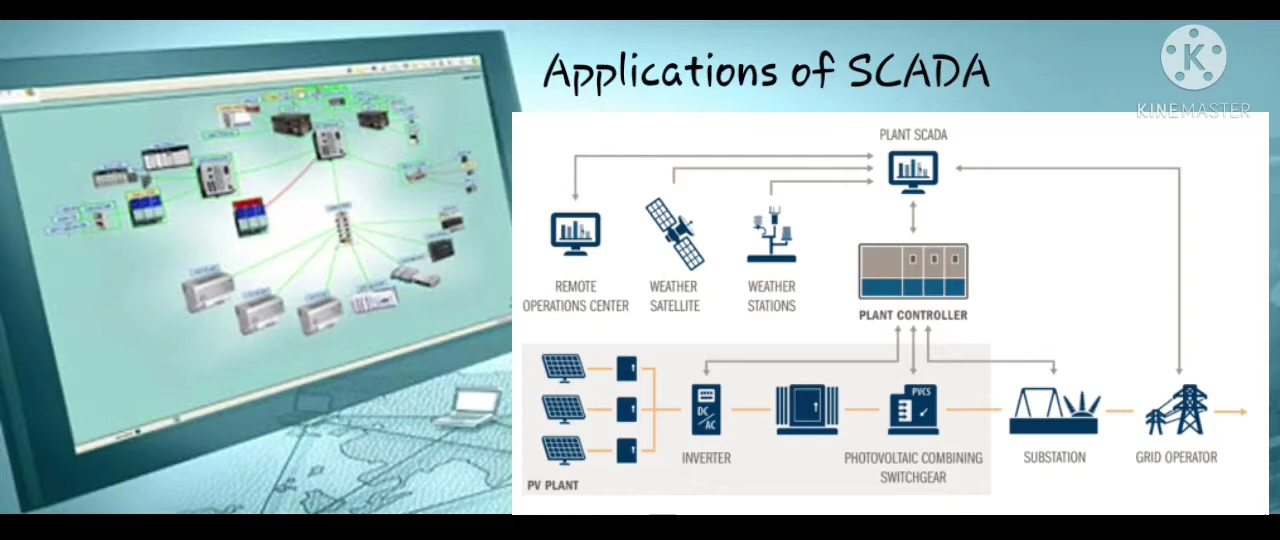 Applications of SCADA
K
KINEMASTER
PLANT SCADA
REMOTE
OPERATIONS CENTER
WEATHER
SATELLITE
WEATHER
STATIONS
PLANT CONTROLLER
PVCS
DC/
AC
INVERTER
PHOTOVOLTAIC COMBINING
SWITCHGEAR
SUBSTATION
GRID OPERATOR
PV PLANT